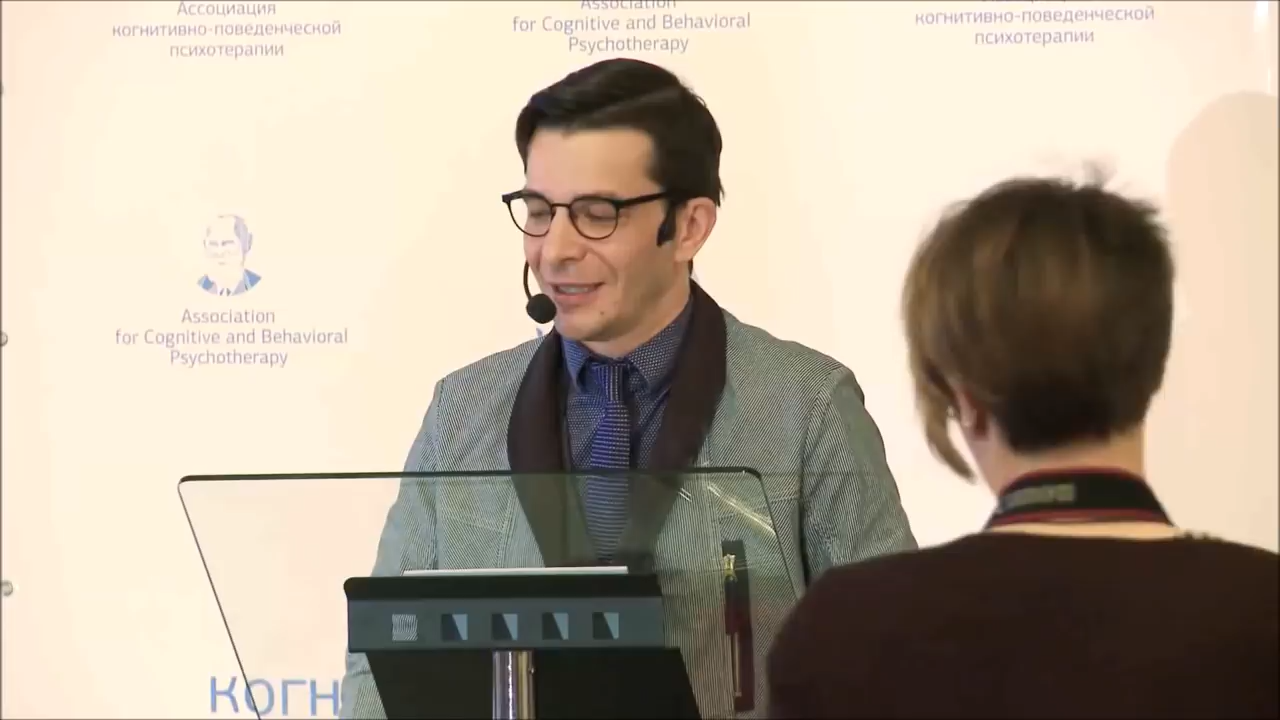 Ассоциация
когнитивно-поведенческой
психотерапии
Association
for Cognitive and Behavioral
Psychotherapy
когнитивно-поведенческой
психотерапии
Association
for Cognitive and Behavioral
Psychotherapy
КОГН